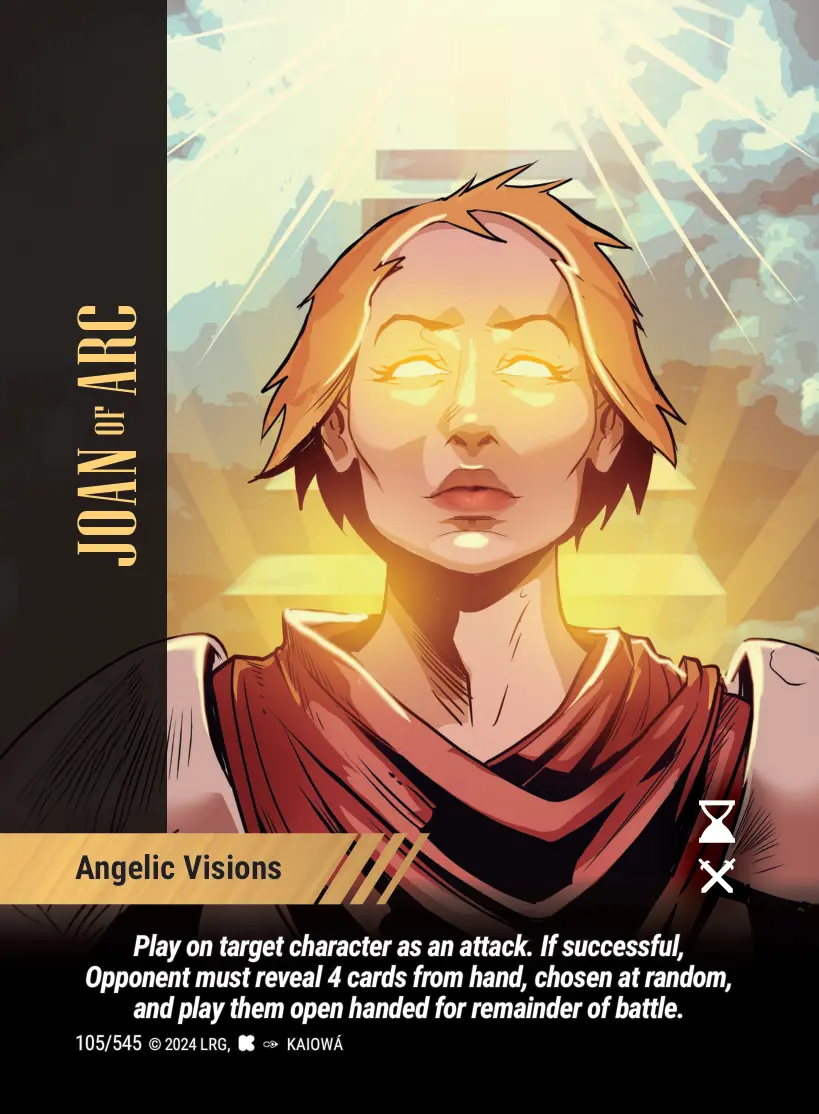 JOAN OF ARC
Angelic Visions
Play on target character as an attack. If successful,
Opponent must reveal 4 cards from hand, chosen at random,
and play them open handed for remainder of battle.
105/545 © 2024 LRG, KAIOWÁ